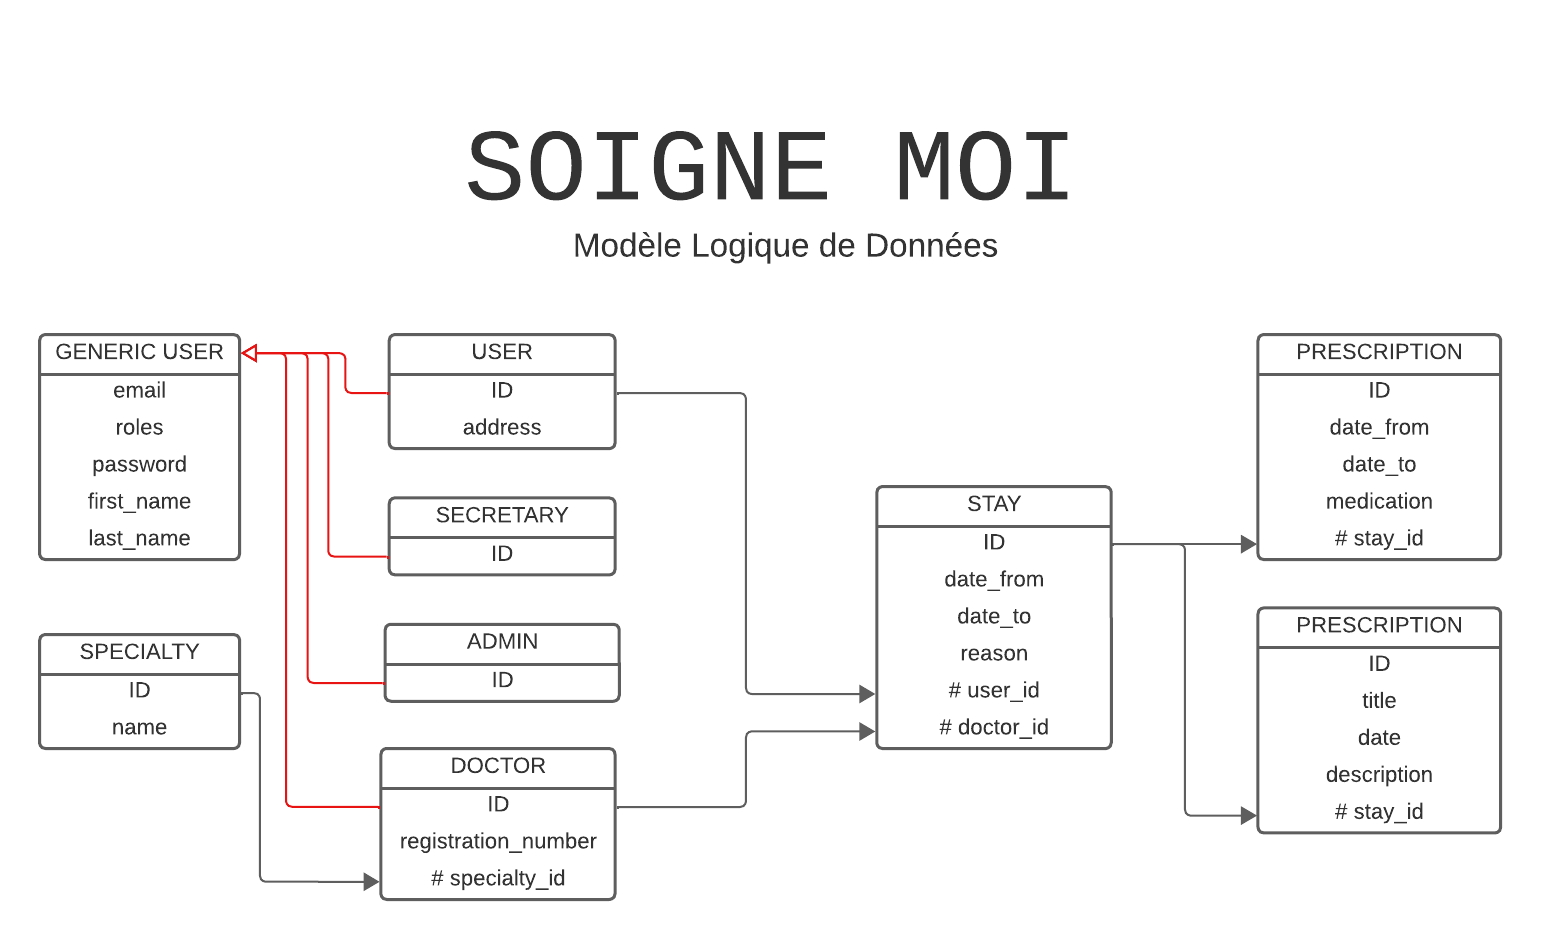 SOIGNE MOI
Modèle Logique de Données
GENERIC USER
email
roles
password
first_name
last_name
SPECIALTY
ID
name
USER
ID
address
SECRETARY
ID
ADMIN
ID
DOCTOR
ID
registration_number
# specialty_id
STAY
ID
date_from
date_to
reason
# user_id
# doctor_id
PRESCRIPTION
ID
date_from
date_to
medication
# stay_id
PRESCRIPTION
ID
title
date
description
# stay_id